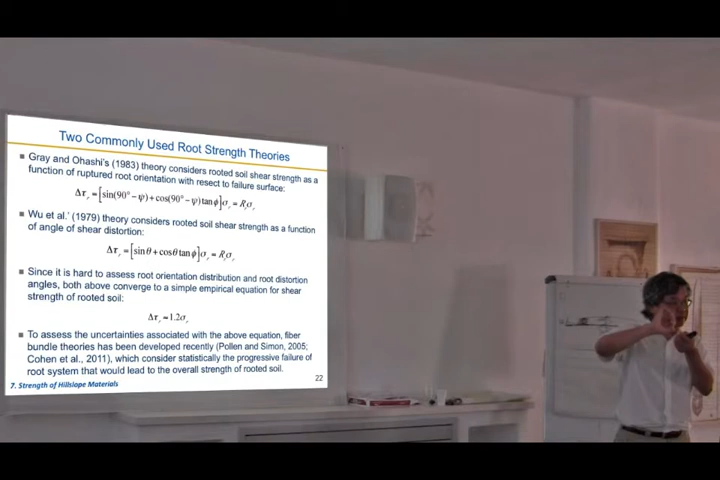 Two Commonly Used Root Strength Theories
▪ Gray and Ohashi's (1983) theory considers rooted soil shear strength as a
function of ruptured root orientation with resect to failure surface:
Δτr = [sin(90° − ψ) + cos(90° − ψ) tan ϕ]σr = Rfσr
▪ Wu et al.' (1979) theory considers rooted soil shear strength as a function
of angle of shear distortion:
Δτr = [sin θ + cos θ tan ϕ]σr = Rfσr
▪ Since it is hard to assess root orientation distribution and root distortion
angles, both above converge to a simple empirical equation for shear
strength of rooted soil:
Δτr = 1.2σr
▪ To assess the uncertainties associated with the above equation, fiber
bundle theories has been developed recently (Pollen and Simon, 2005;
Cohen et al., 2011), which consider statistically the progressive failure of
root system that would lead to the overall strength of rooted soil.
7. Strength of Hillslope Materials
22